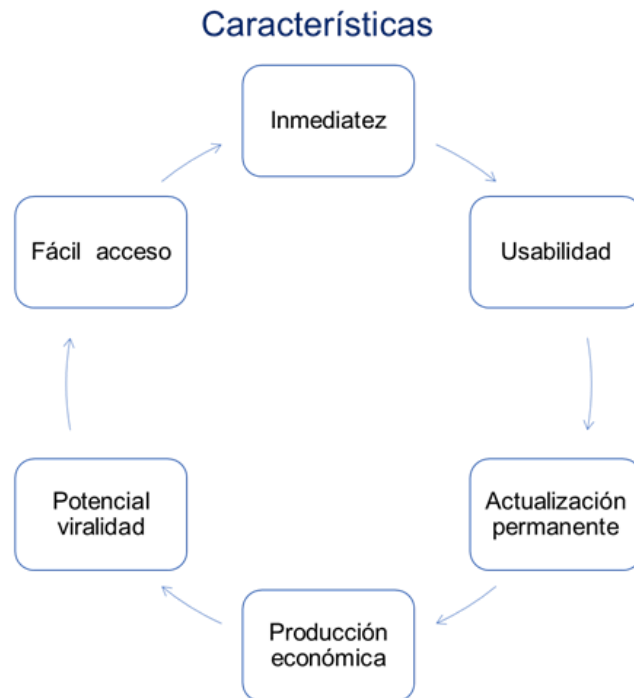 Características
Inmediatez
Usabilidad
Actualización
permanente
Producción
económica
Potencial
viralidad
Fácil acceso